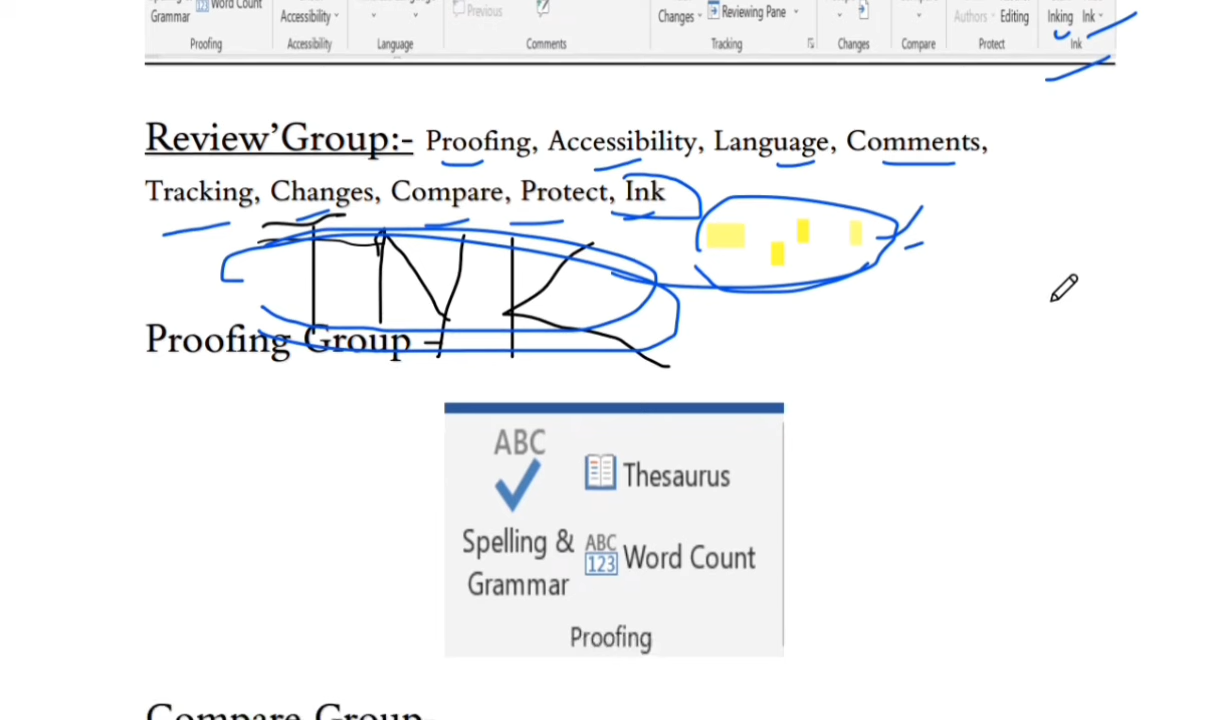 Grammar Word Count Accessibility Previous Changes Reviewing Pane Authors Editing Inking Ink
Proofing Accessibility Language Comments Tracking Changes Compare Protect Ink
Review'Group:- Proofing, Accessibility, Language, Comments,
Tracking, Changes, Compare, Protect, Ink
INK
Proofing Group -
ABC
Thesaurus
Spelling & ABC 123 Word Count
Grammar
Proofing
Compare Group-